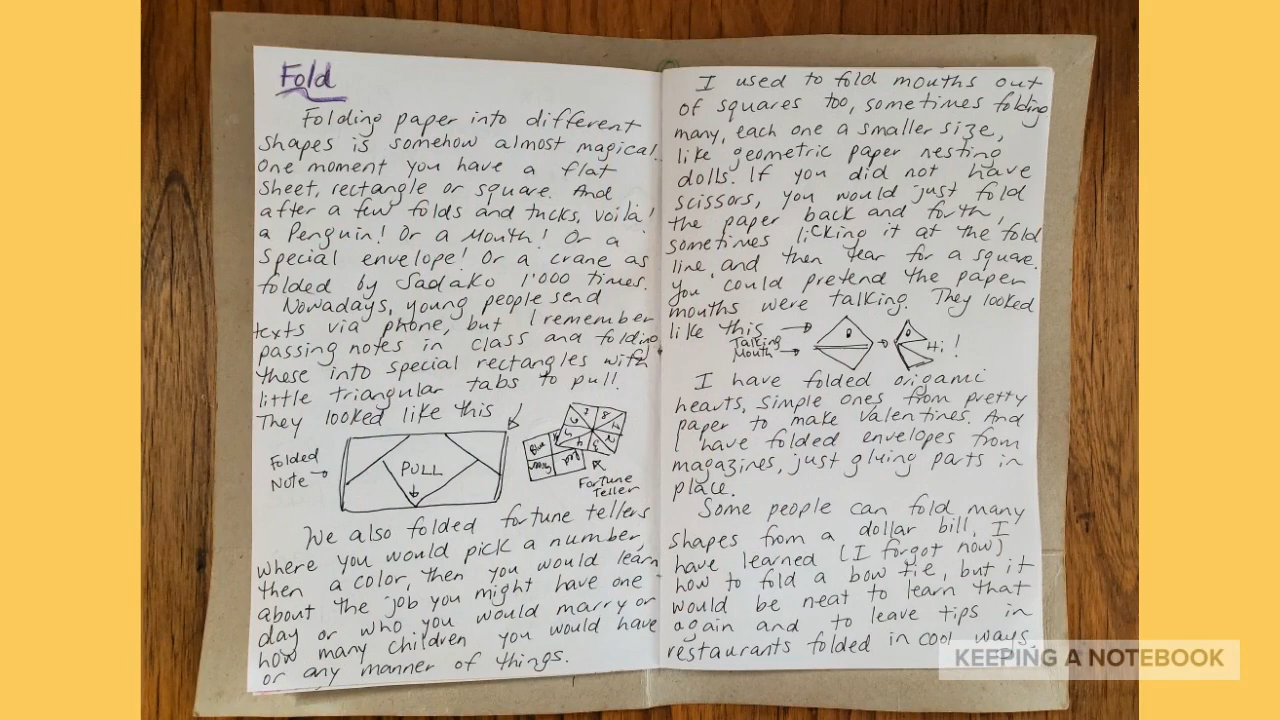 Fold
Folding paper into different
shapes is somehow almost magical.
One moment you have a flat
sheet, rectangle or square. And
after a few folds and tucks, voila!
a Penguin! Or a Mouth! Or a
special envelope! Or a crane as
folded by Sadako 1'000 times.
Nowadays, young people send
texts via phone, but I remember
passing notes in class and folding
these into special rectangles with
little triangular tabs to pull.
They looked like this
Folded
Note
PULL
Blue
Red
3 8
1
2
3
4
5
Fortune
Teller
We also folded fortune tellers
where you would pick a number,
then a color, then you would learn
about the job you might have one
day or who you would marry or
how many children you would have
or any manner of things.
I used to fold mouths out
of squares too, sometimes folding
many, each one a smaller size,
like geometric paper nesting
dolls. If you did not have
scissors, you would just fold
the paper back and forth,
sometimes licking it at the fold
line, and then tear for a square.
You could pretend the paper
mouths were talking. They looked
like this
Talking
Mouth
Hi!
I have folded origami
hearts, simple ones from pretty
paper to make valentines. And
I have folded envelopes from
magazines, just gluing parts in
place.
Some people can fold many
shapes from a dollar bill, I
have learned (I forgot now)
how to fold a bow tie, but it
would be neat to learn that
again and to leave tips in
restaurants folded in cool ways.
KEEPING A NOTEBOOK